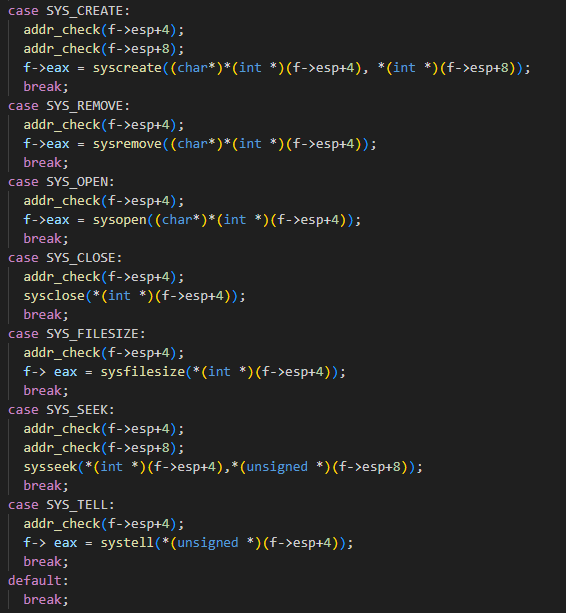 case SYS_CREATE:
  addr_check(f->esp+4);
  addr_check(f->esp+8);
  f->eax = syscreate((char*)*(int *)(f->esp+4), *(int *)(f->esp+8));
  break;
case SYS_REMOVE:
  addr_check(f->esp+4);
  f->eax = sysremove((char*)*(int *)(f->esp+4));
  break;
case SYS_OPEN:
  addr_check(f->esp+4);
  f->eax = sysopen((char*)*(int *)(f->esp+4));
  break;
case SYS_CLOSE:
  addr_check(f->esp+4);
  sysclose(*(int *)(f->esp+4));
  break;
case SYS_FILESIZE:
  addr_check(f->esp+4);
  f-> eax = sysfilesize(*(int *)(f->esp+4));
  break;
case SYS_SEEK:
  addr_check(f->esp+4);
  addr_check(f->esp+8);
  sysseek(*(int *)(f->esp+4),*(unsigned *)(f->esp+8));
  break;
case SYS_TELL:
  addr_check(f->esp+4);
  f-> eax = systell(*(unsigned *)(f->esp+4));
  break;
default:
  break;